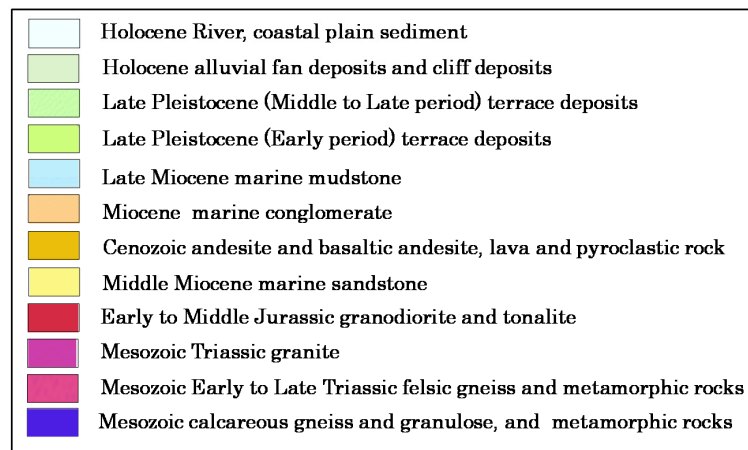 Holocene River, coastal plain sediment
Holocene alluvial fan deposits and cliff deposits
Late Pleistocene (Middle to Late period) terrace deposits
Late Pleistocene (Early period) terrace deposits
Late Miocene marine mudstone
Miocene marine conglomerate
Cenozoic andesite and basaltic andesite, lava and pyroclastic rock
Middle Miocene marine sandstone
Early to Middle Jurassic granodiorite and tonalite
Mesozoic Triassic granite
Mesozoic Early to Late Triassic felsic gneiss and metamorphic rocks
Mesozoic calcareous gneiss and granulose, and metamorphic rocks